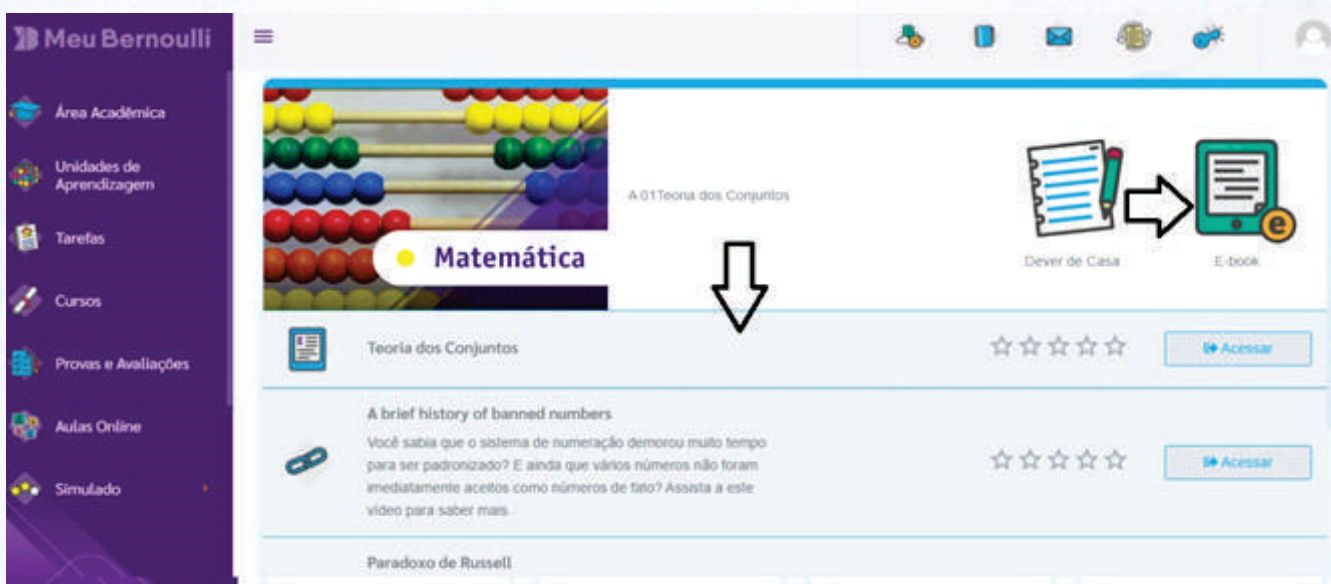 Meu Bernoulli
Área Acadêmica
Unidades de
Aprendizagem
Tarefas
Cursos
Provas e Avaliações
Aulas Online
Simulado
Matemática
A 01Teoria dos Conjuntos
Dever de Casa
e
E-book
Teoria dos Conjuntos
Acessar
A brief history of banned numbers
Você sabia que o sistema de numeração demorou muito tempo
para ser padronizado? E ainda que vários números não foram
imediatamente aceitos como números de fato? Assista a este
vídeo para saber mais.
Acessar
Paradoxo de Russell